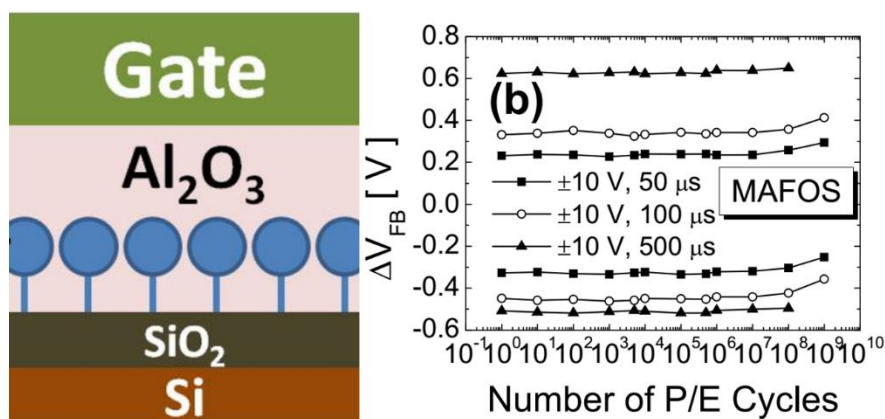 Gate
Al₂O₃
SiO₂
Si
0.8
0.6
0.4
0.2
0.0
-0.2
-0.4
-0.6
ΔV_FB [ V ]
(b)
±10 V, 50 μs
±10 V, 100 μs
±10 V, 500 μs
MAFOS
10⁻¹ 10⁰ 10¹ 10² 10³ 10⁴ 10⁵ 10⁶ 10⁷ 10⁸ 10⁹ 10¹⁰
Number of P/E Cycles